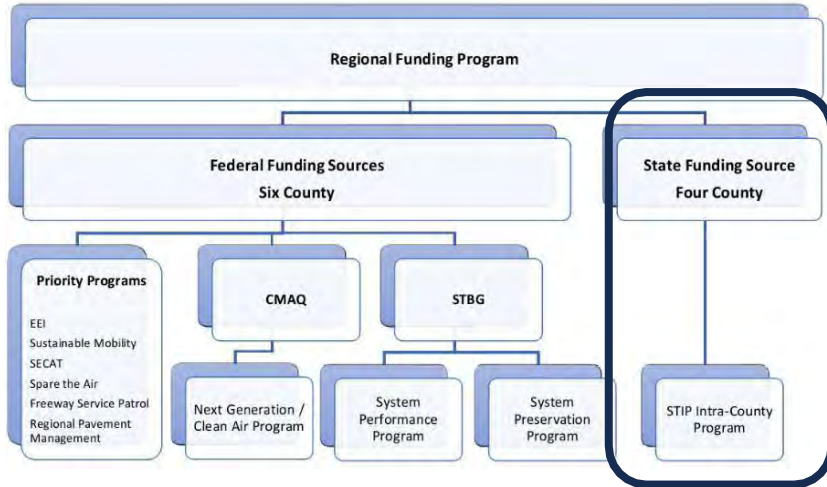 Regional Funding Program
Federal Funding Sources
Six County
State Funding Source
Four County
Priority Programs
EEI
Sustainable Mobility
SECAT
Spare the Air
Freeway Service Patrol
Regional Pavement
Management
CMAQ
STBG
Next Generation /
Clean Air Program
System
Performance
Program
System
Preservation
Program
STIP Intra-County
Program